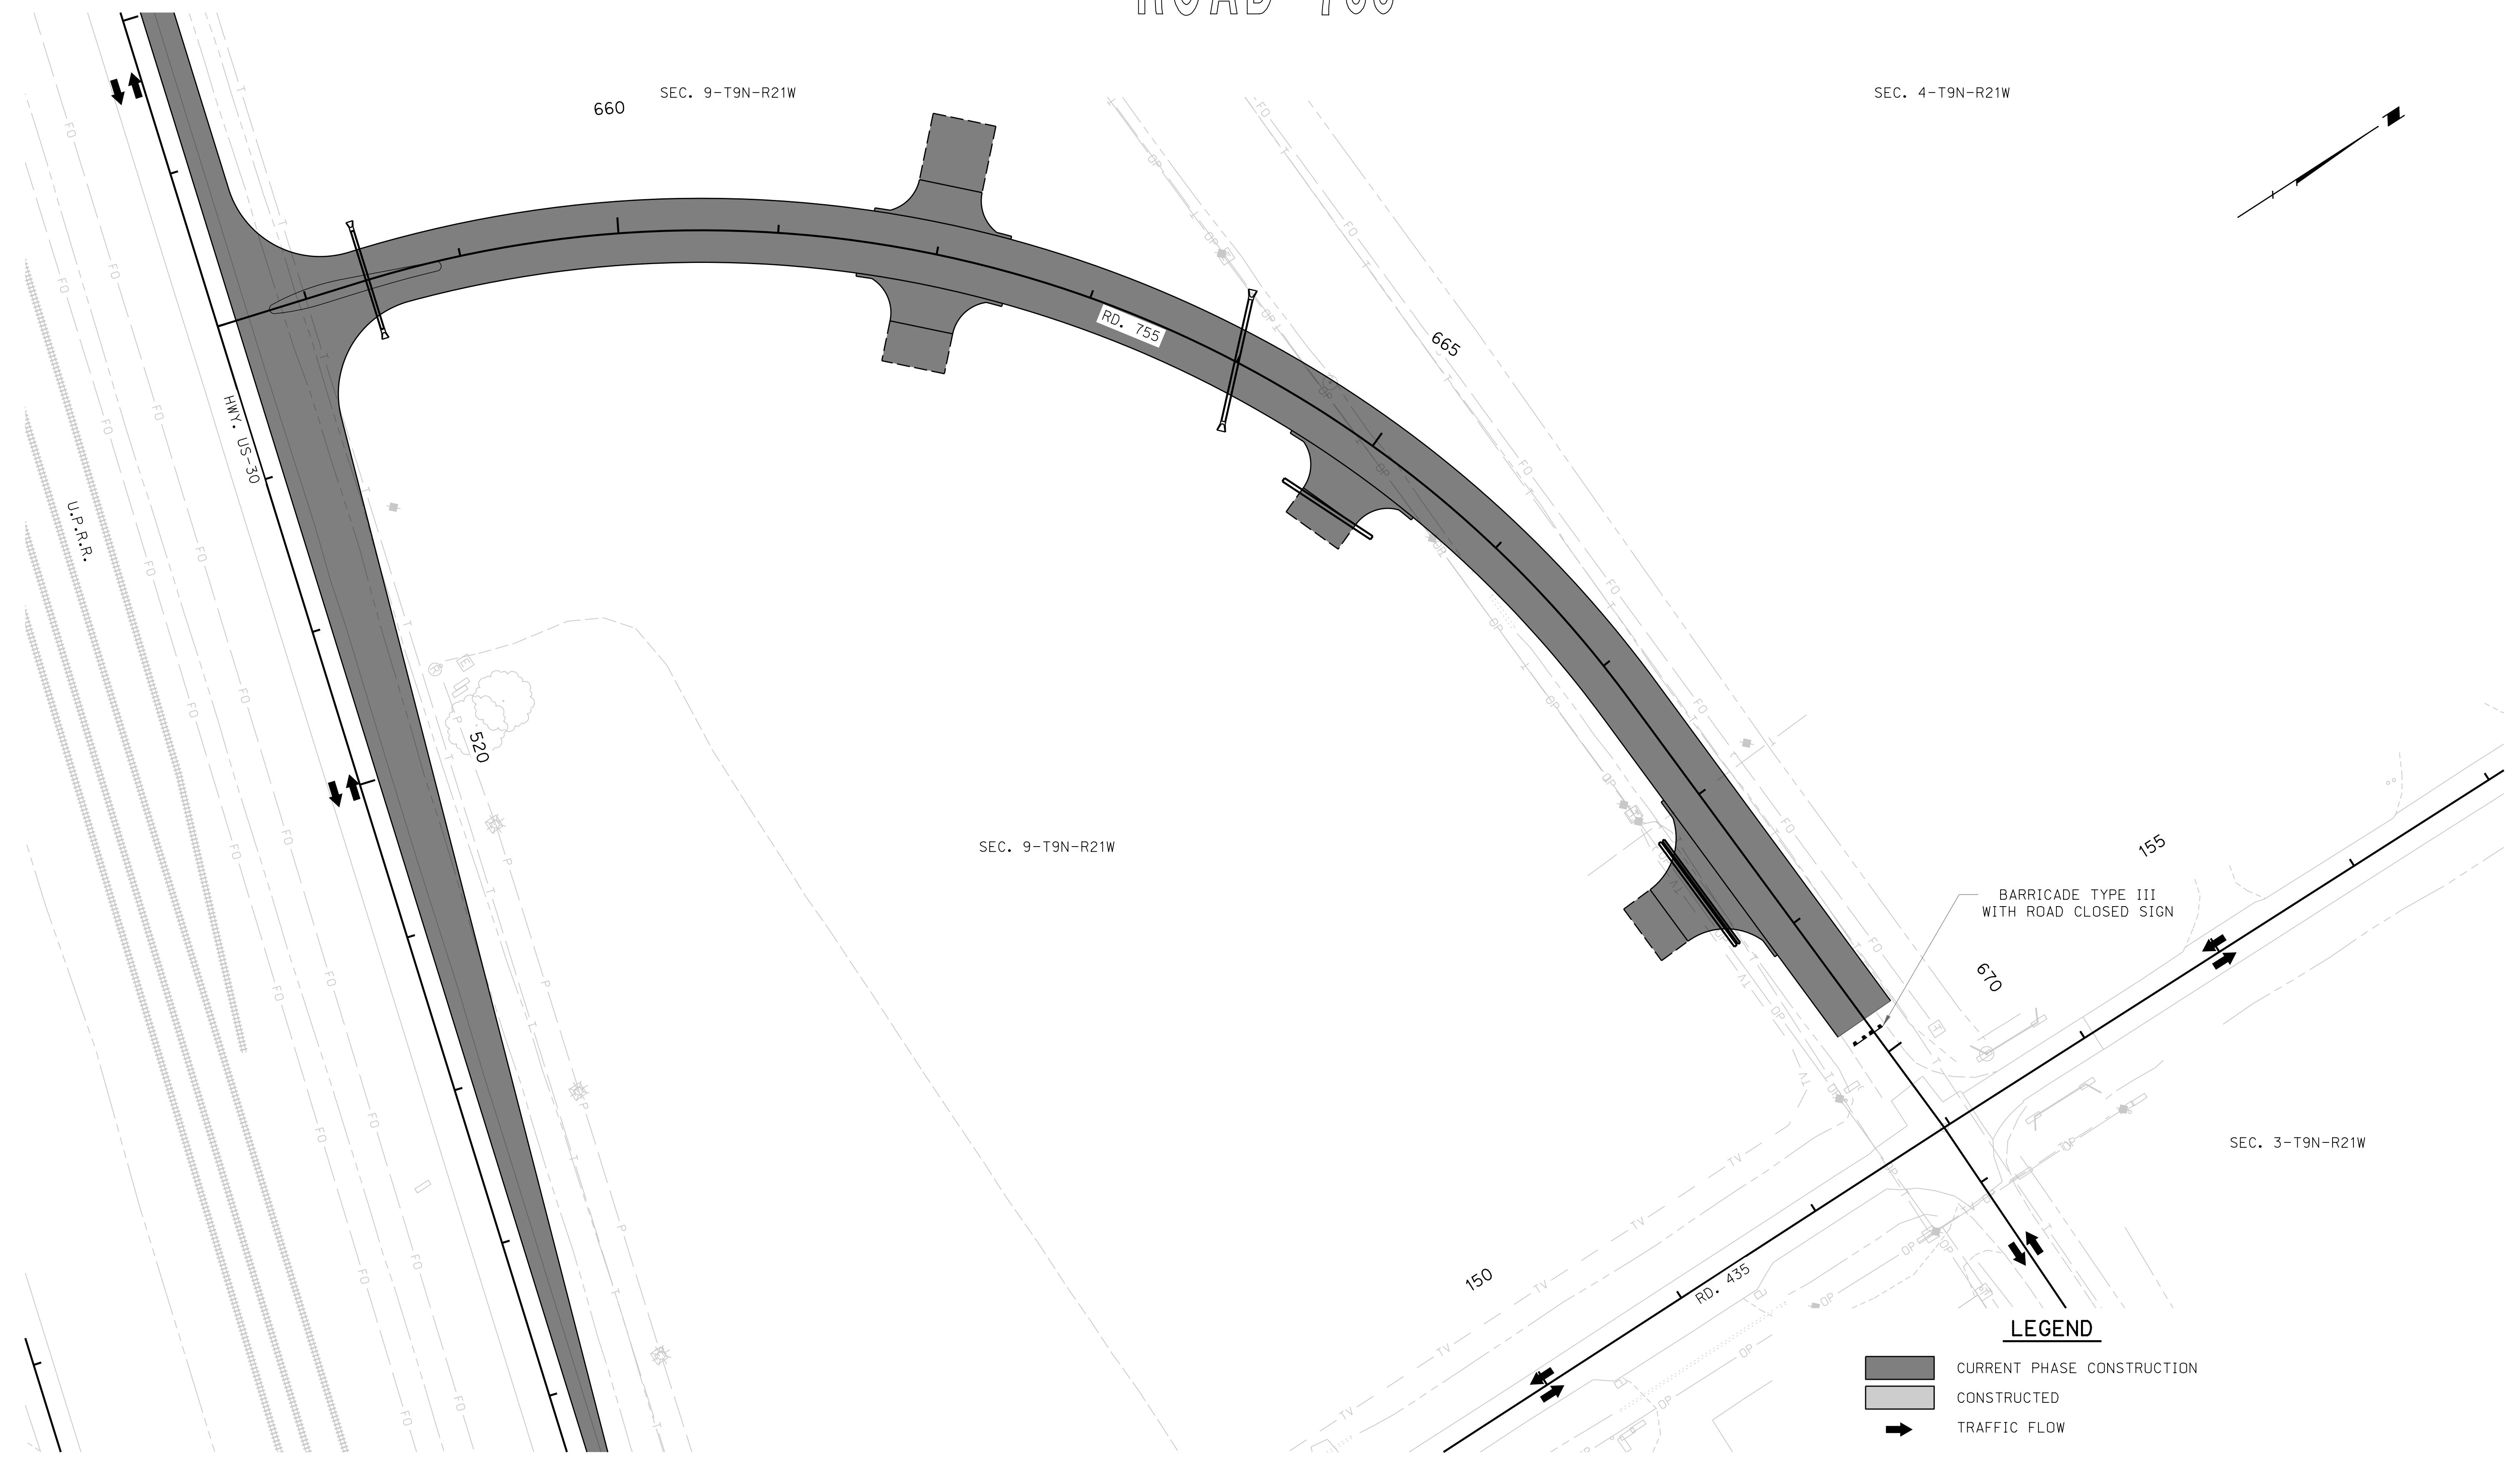 SEC. 9-T9N-R21W
SEC. 4-T9N-R21W
660
RD. 755
665
HWY. US-30
U.P.R.R.
520
SEC. 9-T9N-R21W
155
BARRICADE TYPE III
WITH ROAD CLOSED SIGN
670
SEC. 3-T9N-R21W
150
RD. 435
LEGEND
CURRENT PHASE CONSTRUCTION
CONSTRUCTED
TRAFFIC FLOW